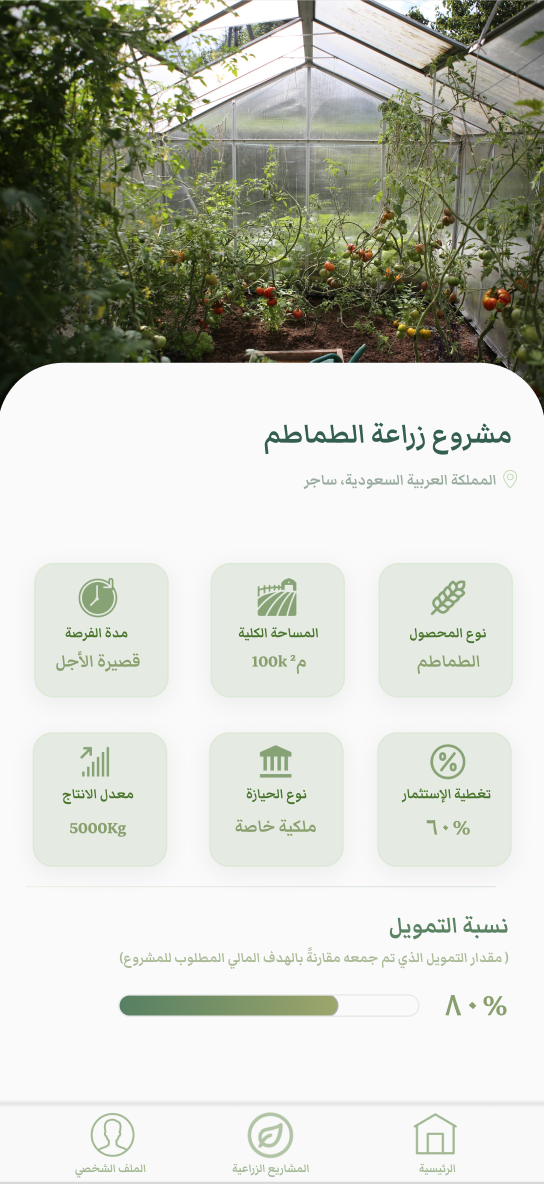 مشروع زراعة الطماطم
المملكة العربية السعودية، ساجر
نوع المحصول
الطماطم
المساحة الكلية
100k م²
مدة الفرصة
قصيرة الأجل
تغطية الإستثمار
٦٠%
نوع الحيازة
ملكية خاصة
معدل الانتاج
5000Kg
نسبة التمويل
( مقدار التمويل الذي تم جمعه مقارنةً بالهدف المالي المطلوب للمشروع)
٨٠%
الرئيسية
المشاريع الزراعية
الملف الشخصي